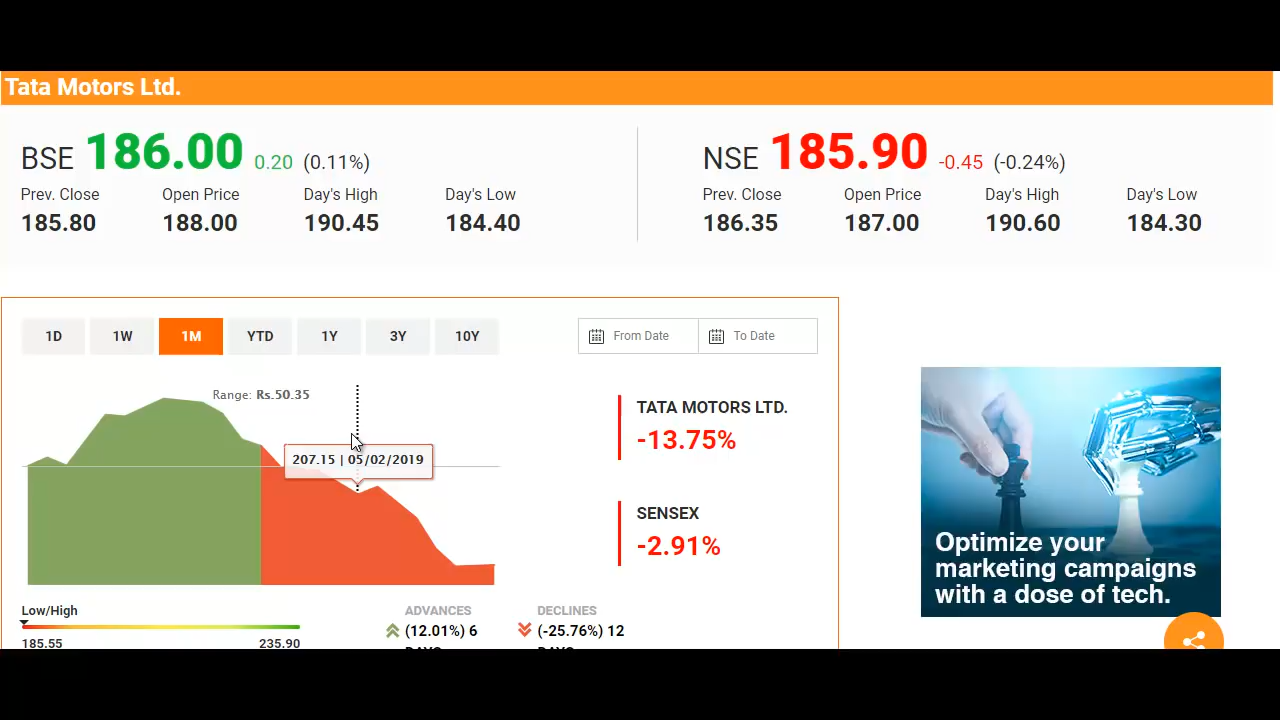 Tata Motors Ltd.
BSE 186.00 0.20 (0.11%)
Prev. Close Open Price Day's High Day's Low
185.80 188.00 190.45 184.40
NSE 185.90 -0.45 (-0.24%)
Prev. Close Open Price Day's High Day's Low
186.35 187.00 190.60 184.30
1D 1W 1M YTD 1Y 3Y 10Y
From Date To Date
Range: Rs.50.35
207.15 | 05/02/2019
TATA MOTORS LTD.
-13.75%
SENSEX
-2.91%
Low/High
185.55 235.90
ADVANCES
(12.01%) 6
DAYS
DECLINES
(-25.76%) 12
DAYS
Optimize your
marketing campaigns
with a dose of tech.